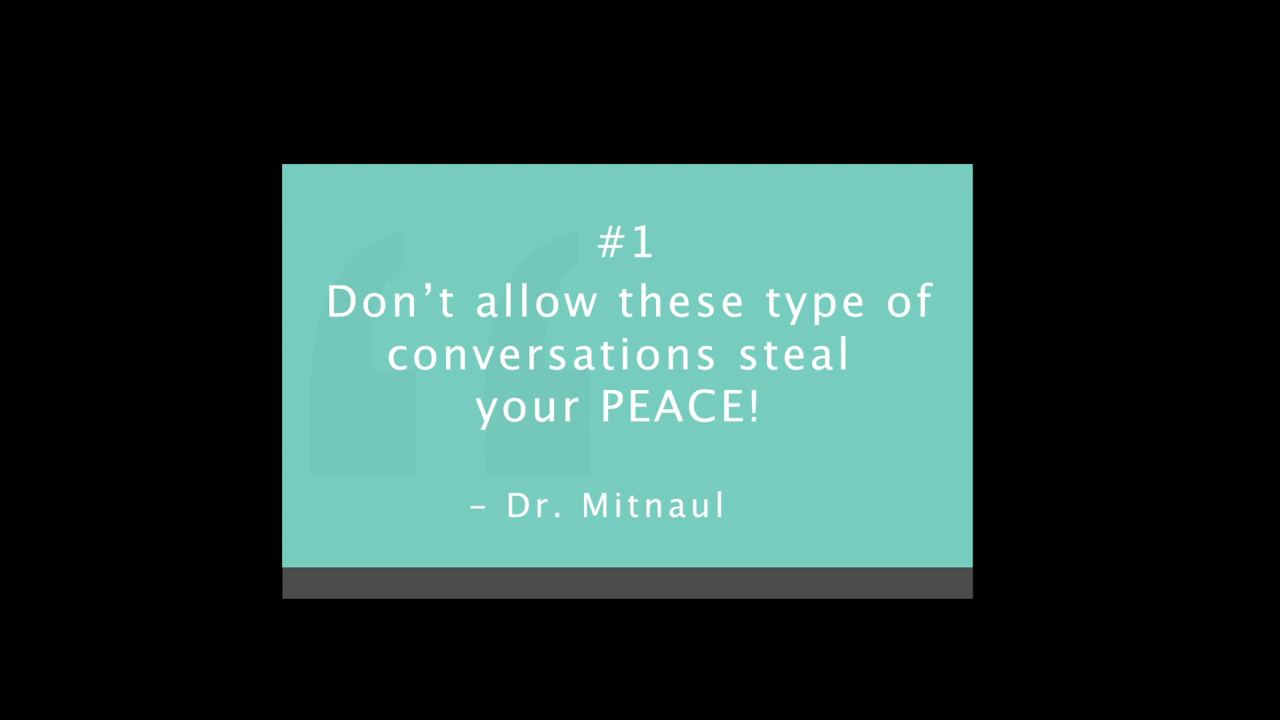 #1
Don’t allow these type of
conversations steal
your PEACE!
– Dr. Mitnaul